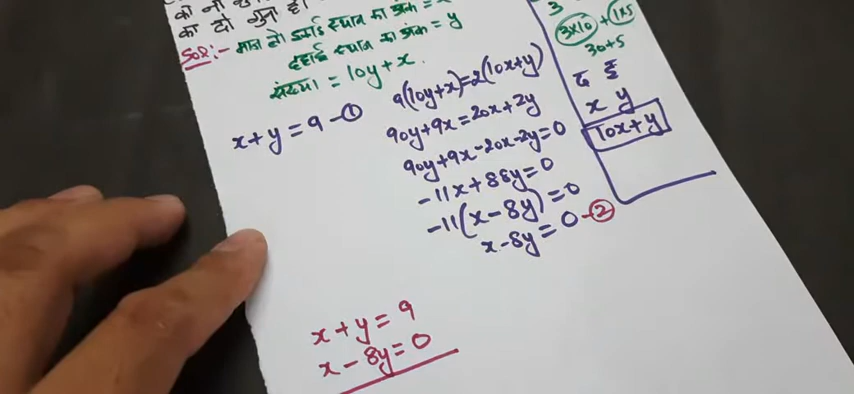 का दो गुना है।
Sol:- माना लो इकाई स्थान का अंक =
दहाई स्थान का अंक = y
संख्या = 10y + x.
x + y = 9 - ①
9(10y+x)=2(10x+y)
90y+9x=20x+2y
90y+9x-20x-2y=0
-11x+88y=0
-11(x-8y)=0
x-8y=0-②
x+y=9
x-8y=0
3
3x10 + 1x5
30+5
द इ
x y
10x+y